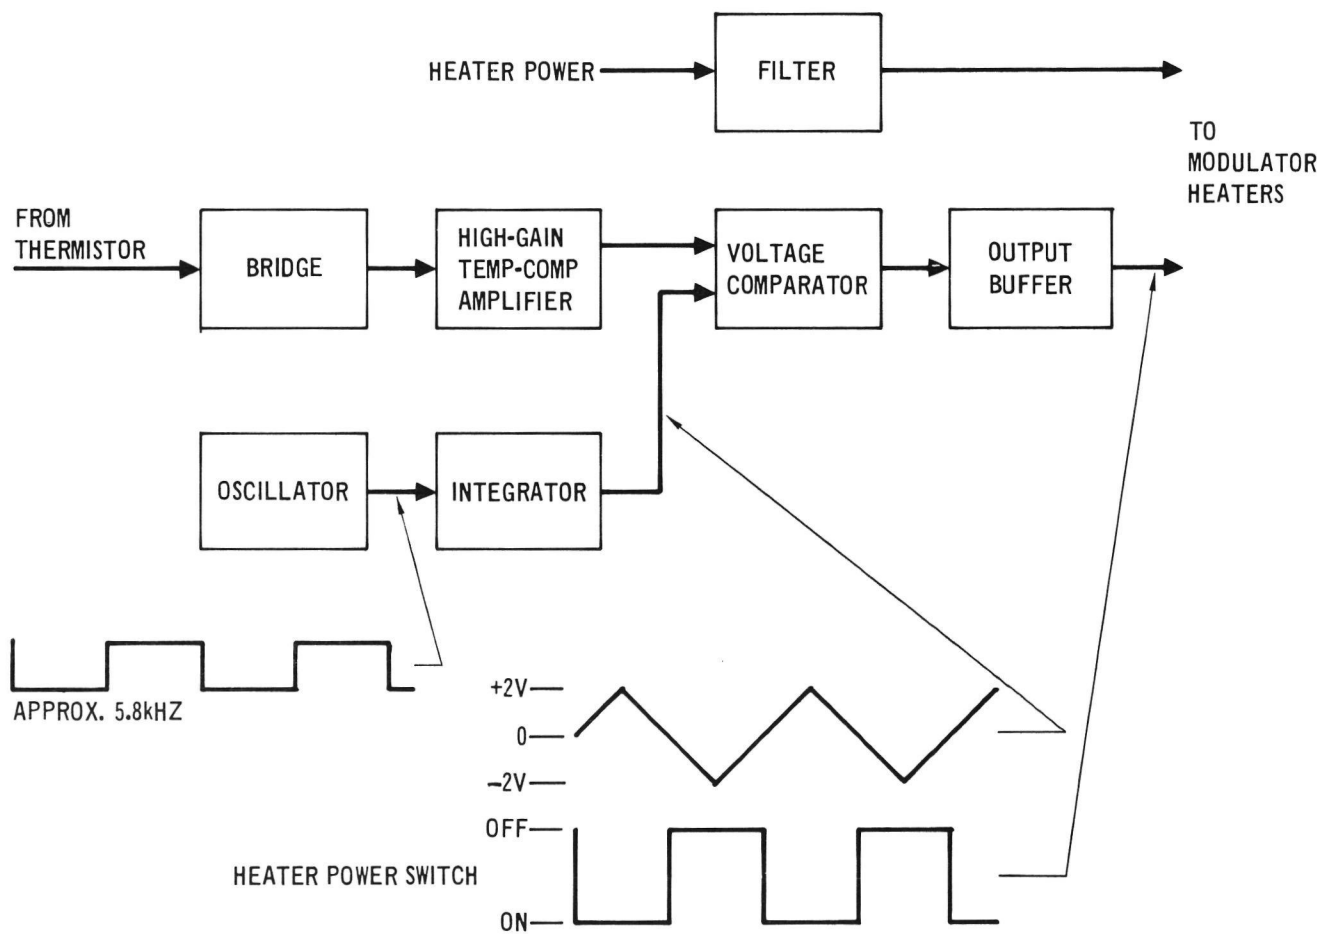 HEATER POWER
FILTER
TO
MODULATOR
HEATERS
FROM
THERMISTOR
BRIDGE
HIGH-GAIN
TEMP-COMP
AMPLIFIER
VOLTAGE
COMPARATOR
OUTPUT
BUFFER
OSCILLATOR
INTEGRATOR
APPROX. 5.8kHZ
+2V
0
-2V
OFF
HEATER POWER SWITCH
ON